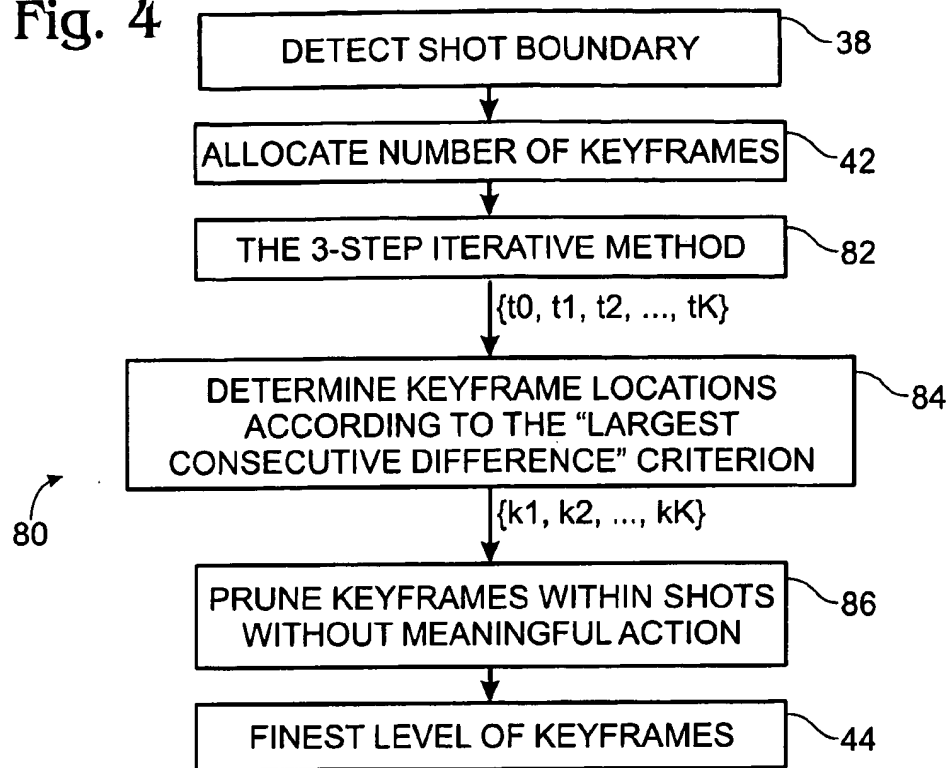 Fig. 4
DETECT SHOT BOUNDARY
38
ALLOCATE NUMBER OF KEYFRAMES
42
THE 3-STEP ITERATIVE METHOD
82
{t0, t1, t2, ..., tK}
DETERMINE KEYFRAME LOCATIONS
ACCORDING TO THE “LARGEST
CONSECUTIVE DIFFERENCE” CRITERION
84
80
{k1, k2, ..., kK}
PRUNE KEYFRAMES WITHIN SHOTS
WITHOUT MEANINGFUL ACTION
86
FINEST LEVEL OF KEYFRAMES
44